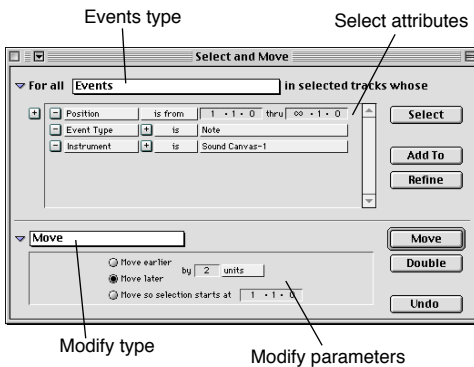 Events type
Select attributes
Select and Move
For all Events in selected tracks whose
+ - Position is from 1 · 1 · 0 thru ∞ · 1 · 0
- Event Type + is Note
- Instrument + is Sound Canvas-1
Select
Add To
Refine
Move
Move earlier
Move later
by 2 units
Move so selection starts at 1 · 1 · 0
Move
Double
Undo
Modify type
Modify parameters